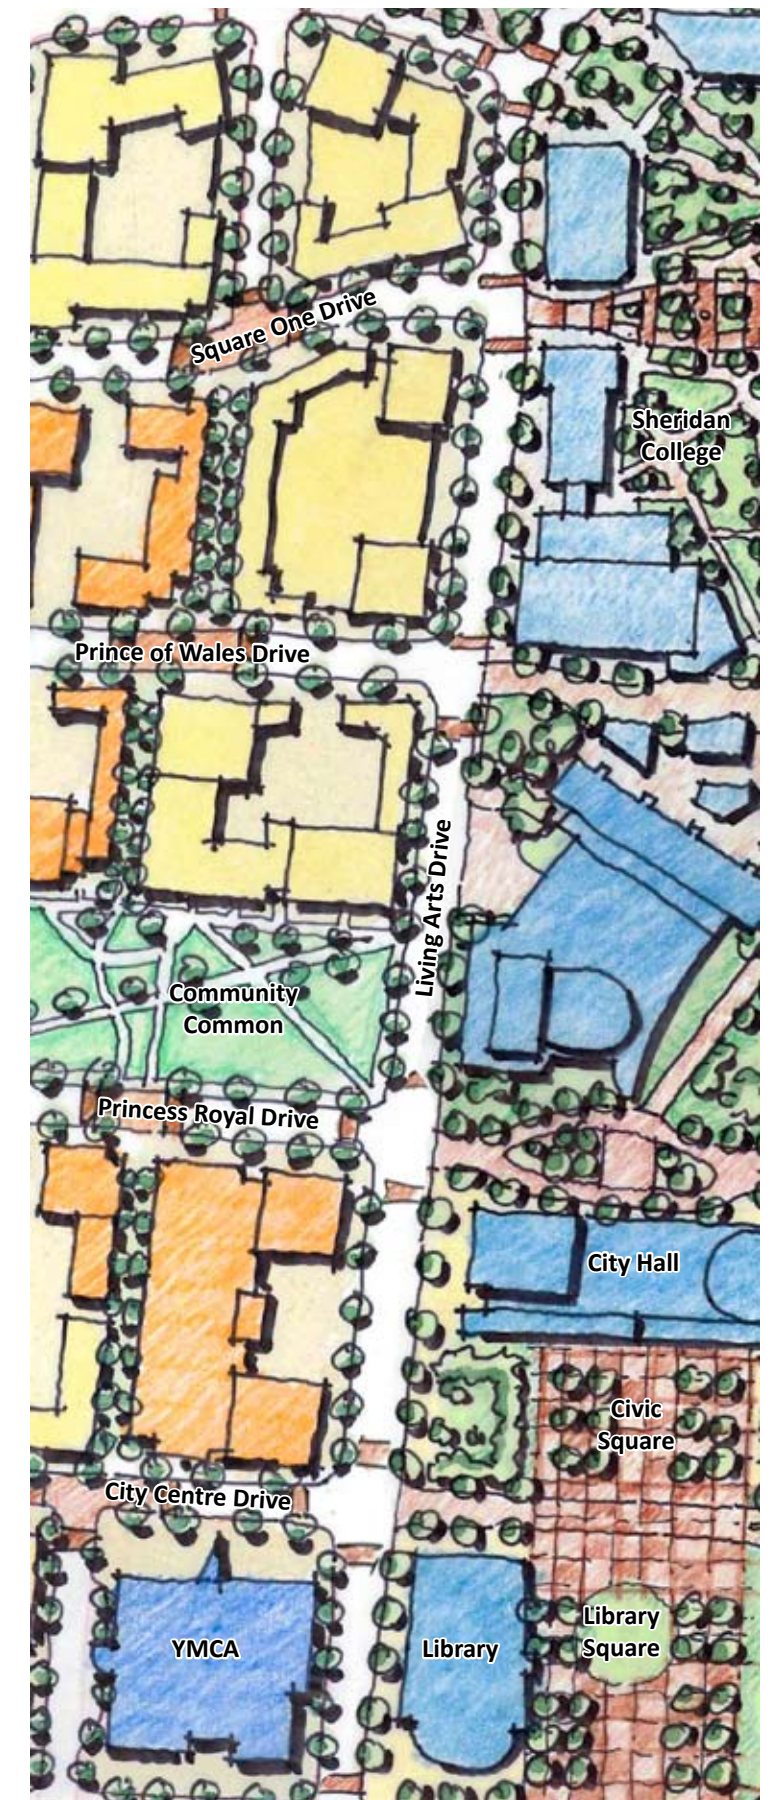 Square One Drive
Sheridan
College
Prince of Wales Drive
Living Arts Drive
Community
Common
Princess Royal Drive
City Hall
Civic
Square
City Centre Drive
YMCA
Library
Library
Square